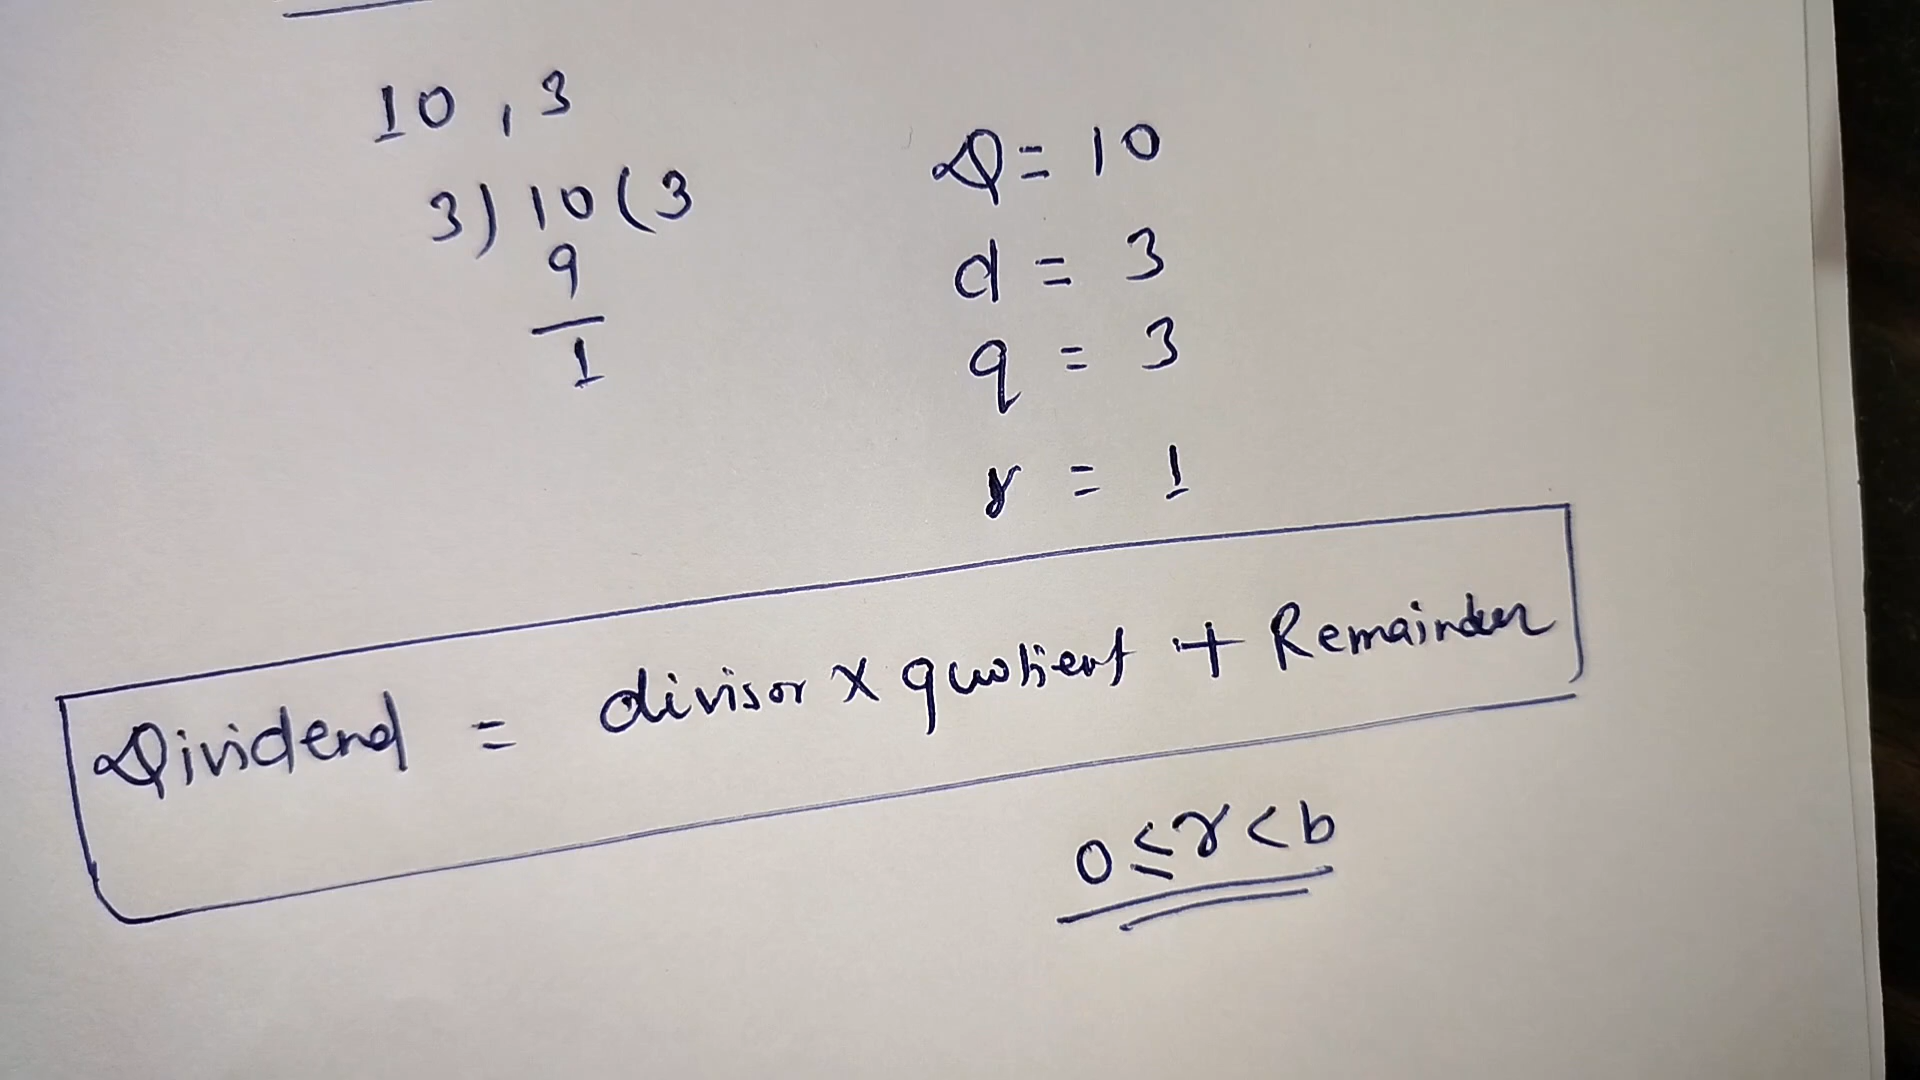 10 , 3
3) 10 (3
9
1
D = 10
d = 3
q = 3
r = 1
Dividend = divisor x quotient + Remainder
0 ≤ r < b